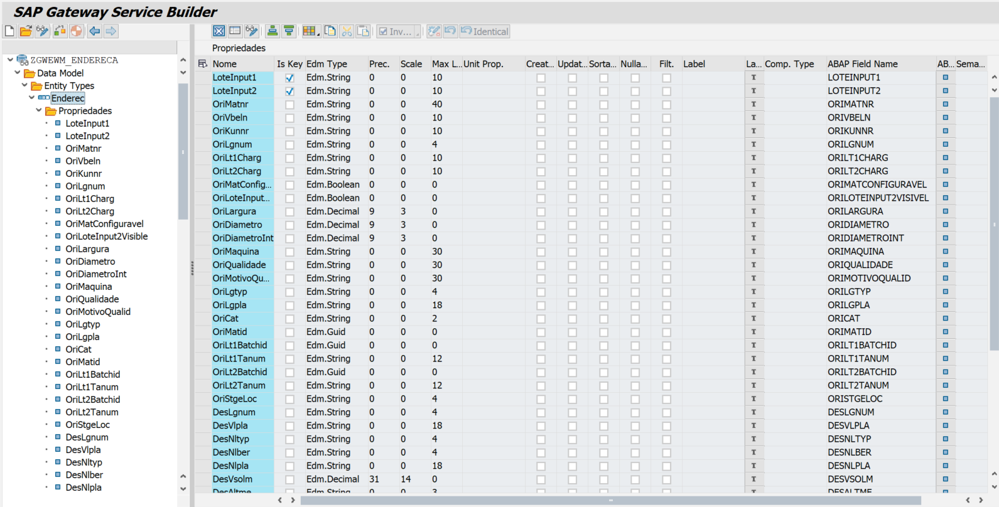 SAP Gateway Service Builder
Inv... Identical
Propriedades
ZGWEWM_ENDERECA
Data Model
Entity Types
Enderec
Propriedades
LoteInput1
LoteInput2
OriMatnr
OriVbeln
OriKunnr
OriLgnum
OriLt1Charg
OriLt2Charg
OriMatConfiguravel
OriLoteInput2Visible
OriLargura
OriDiametro
OriDiametroInt
OriMaquina
OriQualidade
OriMotivoQualid
OriLgtyp
OriLgpla
OriCat
OriMatid
OriLt1Batchid
OriLt1Tanum
OriLt2Batchid
OriLt2Tanum
OriStgeLoc
DesLgnum
DesVlpla
DesNltyp
DesNlber
DesNlpla
Nome Is Key Edm Type Prec. Scale Max L... Unit Prop. Creat... Updat... Sorta... Nulla... Filt. Label La... Comp. Type ABAP Field Name AB... Sema...
LoteInput1 Edm.String 0 0 10 T LOTEINPUT1
LoteInput2 Edm.String 0 0 10 T LOTEINPUT2
OriMatnr Edm.String 0 0 40 T ORIMATNR
OriVbeln Edm.String 0 0 10 T ORIVBELN
OriKunnr Edm.String 0 0 10 T ORIKUNNR
OriLgnum Edm.String 0 0 4 T ORILGNUM
OriLt1Charg Edm.String 0 0 10 T ORILT1CHARG
OriLt2Charg Edm.String 0 0 10 T ORILT2CHARG
OriMatConfig... Edm.Boolean 0 0 0 T ORIMATCONFIGURAVEL
OriLoteInput... Edm.Boolean 0 0 0 T ORILOTEINPUT2VISIVEL
OriLargura Edm.Decimal 9 3 0 T ORILARGURA
OriDiametro Edm.Decimal 9 3 0 T ORIDIAMETRO
OriDiametroInt Edm.Decimal 9 3 0 T ORIDIAMETROINT
OriMaquina Edm.String 0 0 30 T ORIMAQUINA
OriQualidade Edm.String 0 0 30 T ORIQUALIDADE
OriMotivoQu... Edm.String 0 0 30 T ORIMOTIVOQUALID
OriLgtyp Edm.String 0 0 4 T ORILGTYP
OriLgpla Edm.String 0 0 18 T ORILGPLA
OriCat Edm.String 0 0 2 T ORICAT
OriMatid Edm.Guid 0 0 0 T ORIMATID
OriLt1Batchid Edm.Guid 0 0 0 T ORILT1BATCHID
OriLt1Tanum Edm.String 0 0 12 T ORILT1TANUM
OriLt2Batchid Edm.Guid 0 0 0 T ORILT2BATCHID
OriLt2Tanum Edm.String 0 0 12 T ORILT2TANUM
OriStgeLoc Edm.String 0 0 4 T ORISTGELOC
DesLgnum Edm.String 0 0 4 T DESLGNUM
DesVlpla Edm.String 0 0 18 T DESVLPLA
DesNltyp Edm.String 0 0 4 T DESNLTYP
DesNlber Edm.String 0 0 4 T DESNLBER
DesNlpla Edm.String 0 0 18 T DESNLPLA
DesVsolm Edm.Decimal 31 14 0 T DESVSOLM
DesAltme Edm.String 0 0 3 T DESALTME